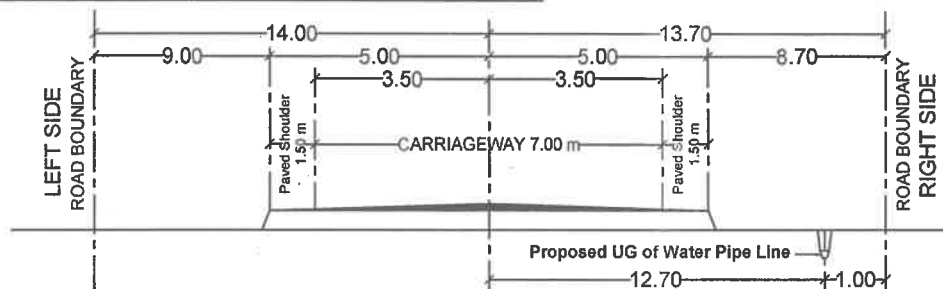 14.00 13.70
9.00 5.00 5.00 8.70
3.50 3.50
LEFT SIDE
ROAD BOUNDARY
Paved Shoulder
1.50 m
CARRIAGEWAY 7.00 m
Paved Shoulder
1.50 m
ROAD BOUNDARY
RIGHT SIDE
Proposed UG of Water Pipe Line
12.70 1.00